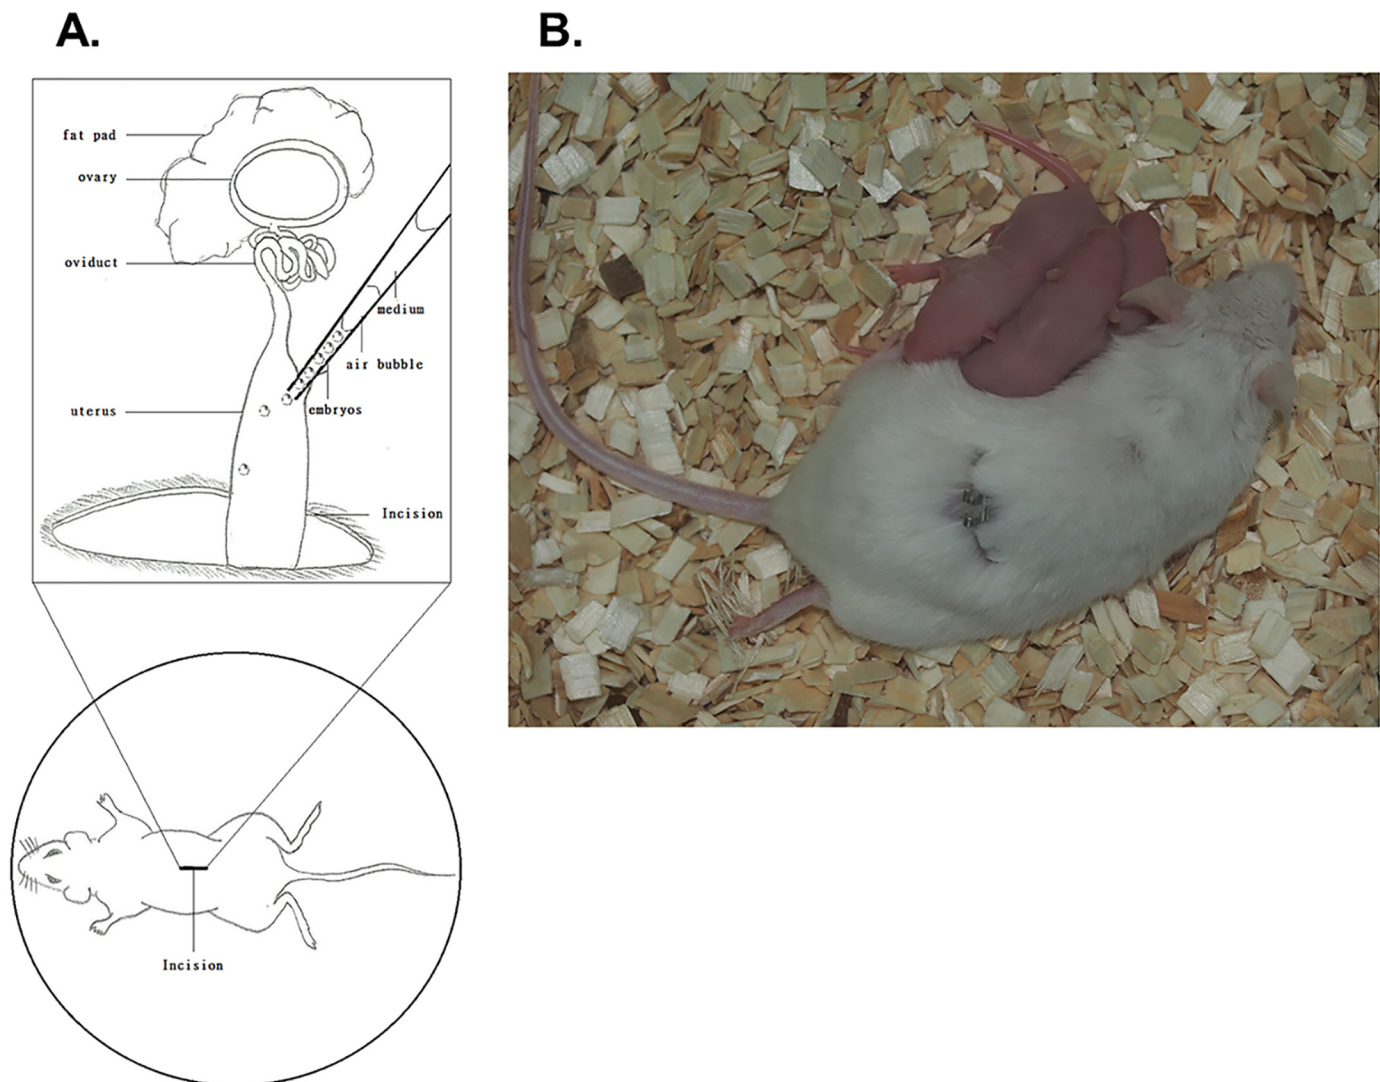 A.
B.
fat pad
ovary
oviduct
medium
air bubble
uterus
embryos
Incision
Incision